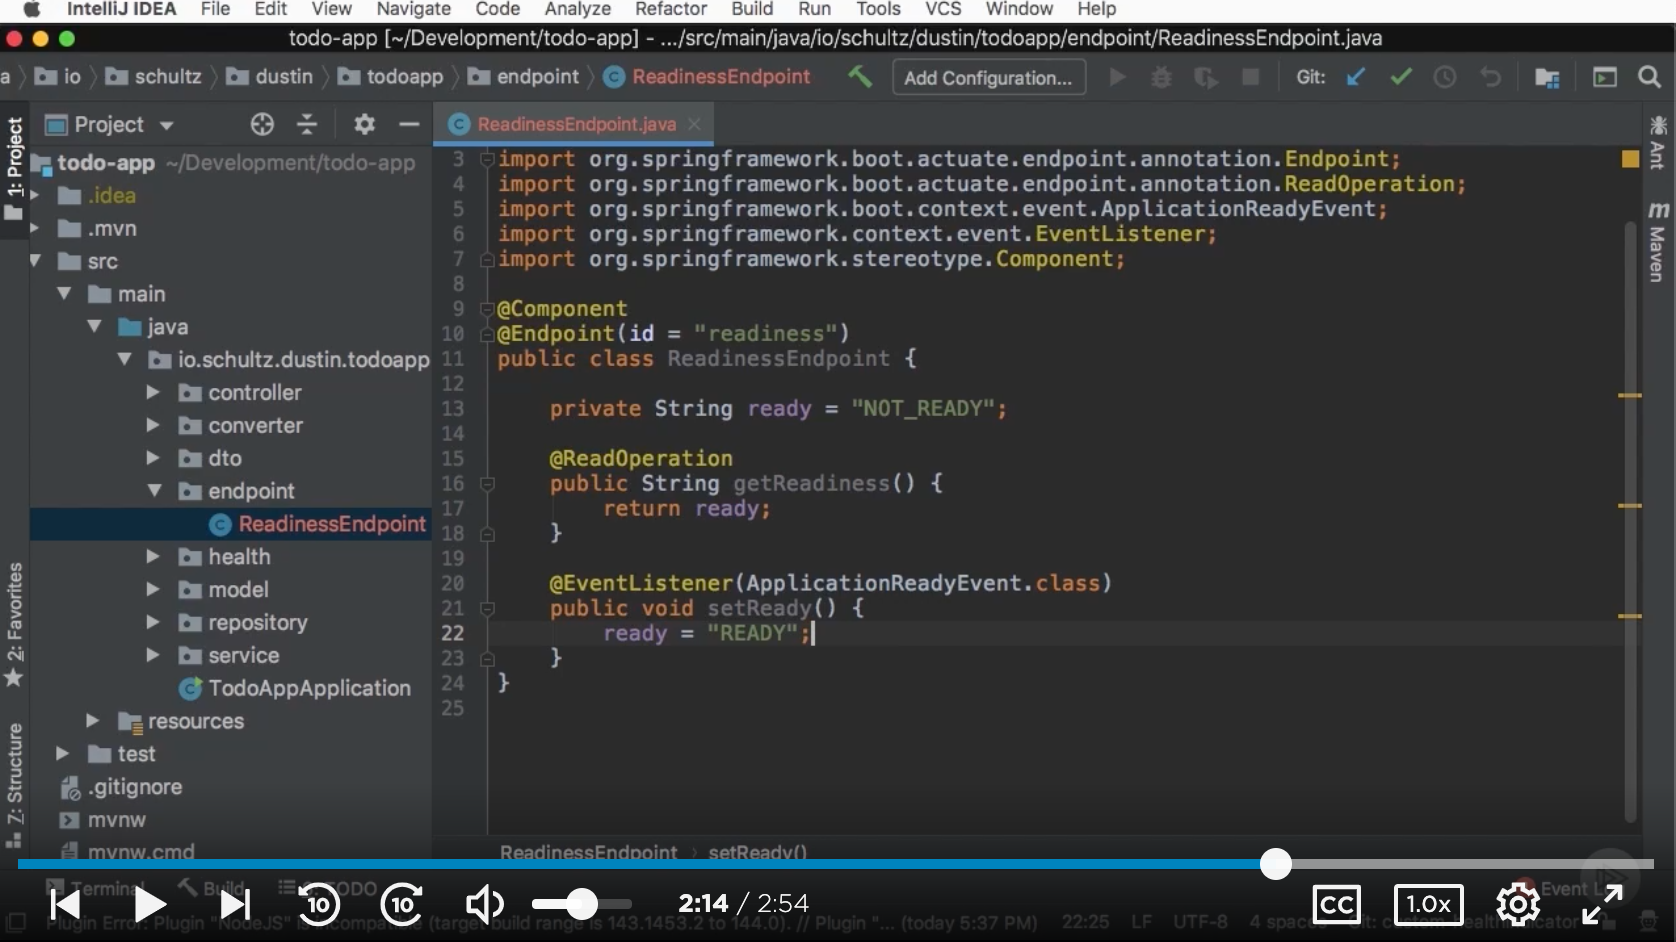 IntelliJ IDEA File Edit View Navigate Code Analyze Refactor Build Run Tools VCS Window Help
todo-app [~/Development/todo-app] - .../src/main/java/io/schultz/dustin/todoapp/endpoint/ReadinessEndpoint.java
a io schultz dustin todoapp endpoint ReadinessEndpoint Add Configuration... Git:
Project
ReadinessEndpoint.java
1: Project
2: Favorites
7: Structure
Ant
Maven
todo-app ~/Development/todo-app
.idea
.mvn
src
main
java
io.schultz.dustin.todoapp
controller
converter
dto
endpoint
ReadinessEndpoint
health
model
repository
service
TodoAppApplication
resources
test
.gitignore
mvnw
mvnw.cmd
3 import org.springframework.boot.actuate.endpoint.annotation.Endpoint;
4 import org.springframework.boot.actuate.endpoint.annotation.ReadOperation;
5 import org.springframework.boot.context.event.ApplicationReadyEvent;
6 import org.springframework.context.event.EventListener;
7 import org.springframework.stereotype.Component;
8
9 @Component
10 @Endpoint(id = "readiness")
11 public class ReadinessEndpoint {
12
13 private String ready = "NOT_READY";
14
15 @ReadOperation
16 public String getReadiness() {
17 return ready;
18 }
19
20 @EventListener(ApplicationReadyEvent.class)
21 public void setReady() {
22 ready = "READY";
23 }
24 }
25
ReadinessEndpoint › setReady()
Terminal Build TODO Event
10 10 2:14 / 2:54 CC 1.0x
Plugin Error: Plugin "NodeJS" is incompatible (target build range is 143.1453.2 to 144.0). // Plugin "... (today 5:37 PM) 22:25 LF UTF-8 4 spaces Git: custom-health-indicator